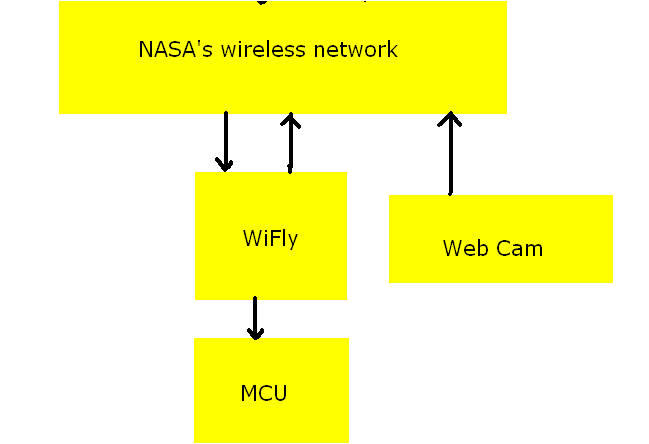 NASA's wireless network
WiFly
Web Cam
MCU